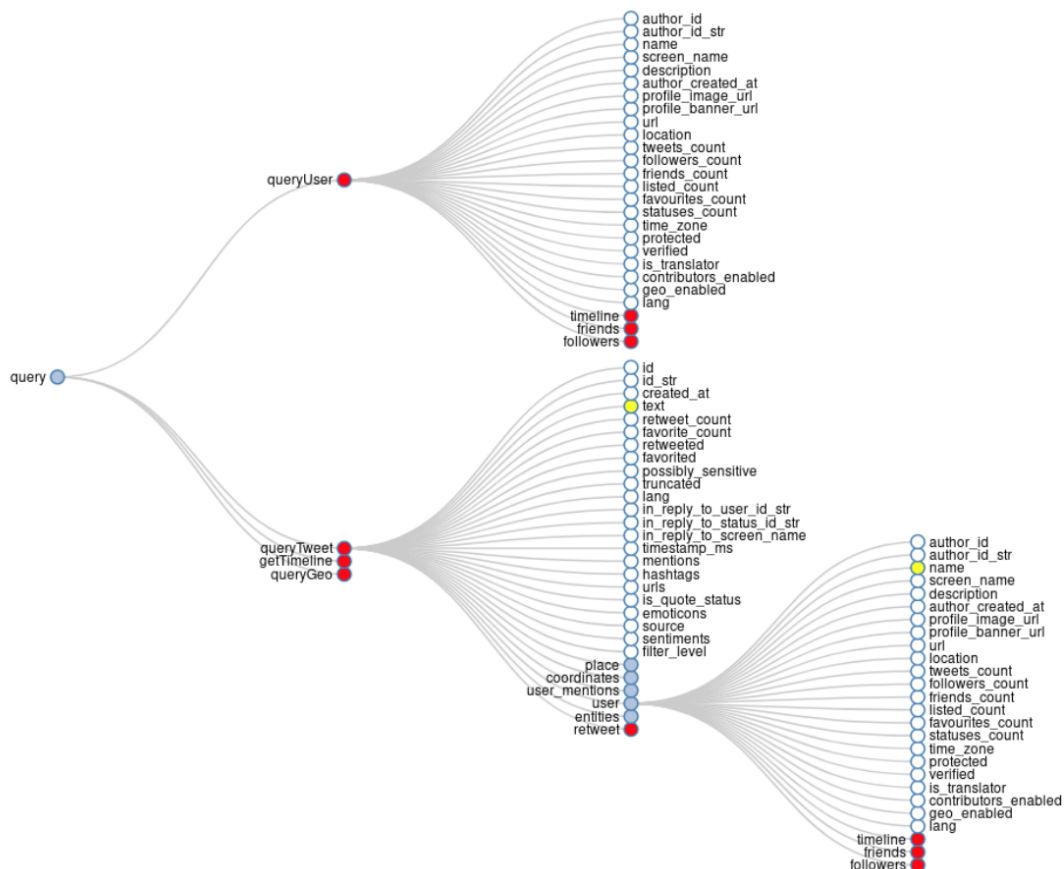 author_id
author_id_str
name
screen_name
description
author_created_at
profile_image_url
profile_banner_url
url
location
tweets_count
followers_count
friends_count
listed_count
favourites_count
statuses_count
time_zone
protected
verified
is_translator
contributors_enabled
geo_enabled
lang
timeline
friends
followers
queryUser
query
id
id_str
created_at
text
retweet_count
favorite_count
retweeted
favorited
possibly_sensitive
truncated
lang
in_reply_to_user_id_str
in_reply_to_status_id_str
in_reply_to_screen_name
timestamp_ms
mentions
hashtags
urls
is_quote_status
emoticons
source
sentiments
filter_level
place
coordinates
user_mentions
user
entities
retweet
queryTweet
getTimeline
queryGeo
author_id
author_id_str
name
screen_name
description
author_created_at
profile_image_url
profile_banner_url
url
location
tweets_count
followers_count
friends_count
listed_count
favourites_count
statuses_count
time_zone
protected
verified
is_translator
contributors_enabled
geo_enabled
lang
timeline
friends
followers